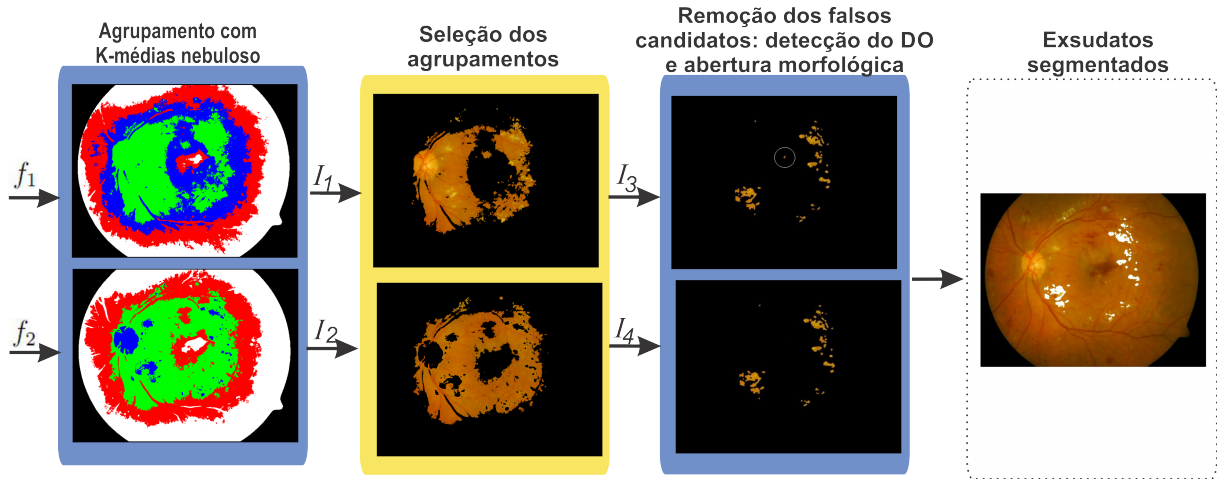 Agrupamento com
K-médias nebuloso
Seleção dos
agrupamentos
Remoção dos falsos
candidatos: detecção do DO
e abertura morfológica
Exsudatos
segmentados
f1
I1
I3
f2
I2
I4